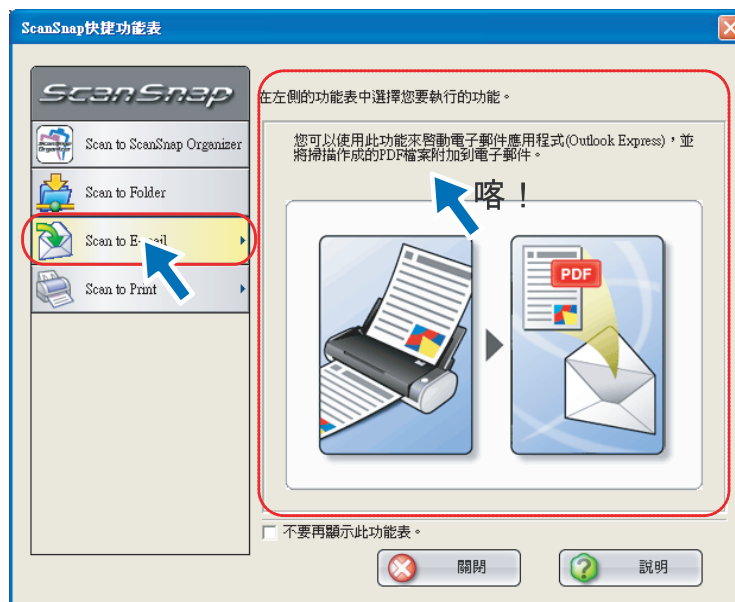 ScanSnap快捷功能表
ScanSnap
在左側的功能表中選擇您要執行的功能。
Scan to ScanSnap Organizer
Scan to Folder
Scan to E-mail
Scan to Print
您可以使用此功能來啓動電子郵件應用程式(Outlook Express),並
將掃描作成的PDF檔案附加到電子郵件。
喀!
PDF
不要再顯示此功能表。
關閉
説明